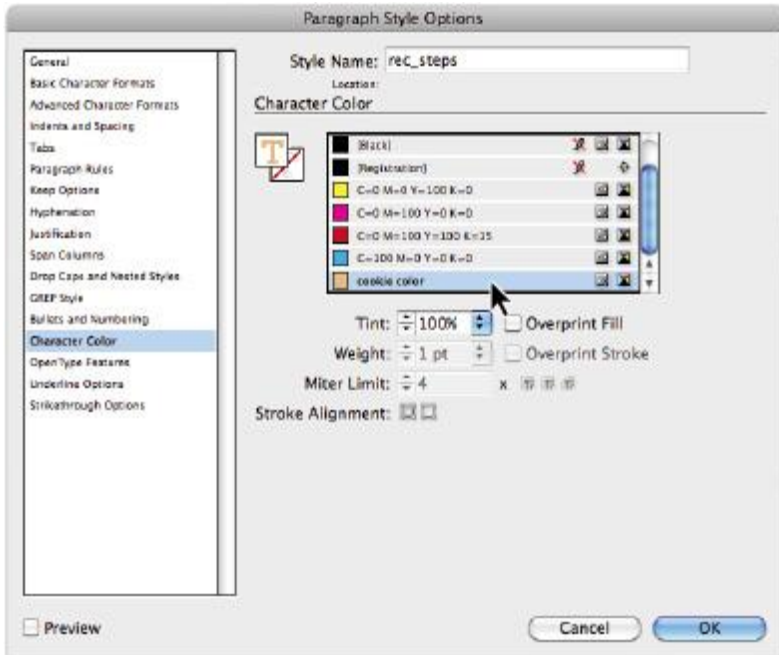 Paragraph Style Options
General
Basic Character Formats
Advanced Character Formats
Indents and Spacing
Tabs
Paragraph Rules
Keep Options
Hyphenation
Justification
Span Columns
Drop Caps and Nested Styles
GREP Style
Bullets and Numbering
Character Color
OpenType Features
Underline Options
Strikethrough Options
Style Name: rec_steps
Location:
Character Color
T
[Black]
[Registration]
C=0 M=0 Y=100 K=0
C=0 M=100 Y=0 K=0
C=0 M=100 Y=100 K=15
C=100 M=0 Y=0 K=0
cookie color
Tint: 100% Overprint Fill
Weight: 1 pt Overprint Stroke
Miter Limit: 4 x
Stroke Alignment:
Preview
Cancel
OK